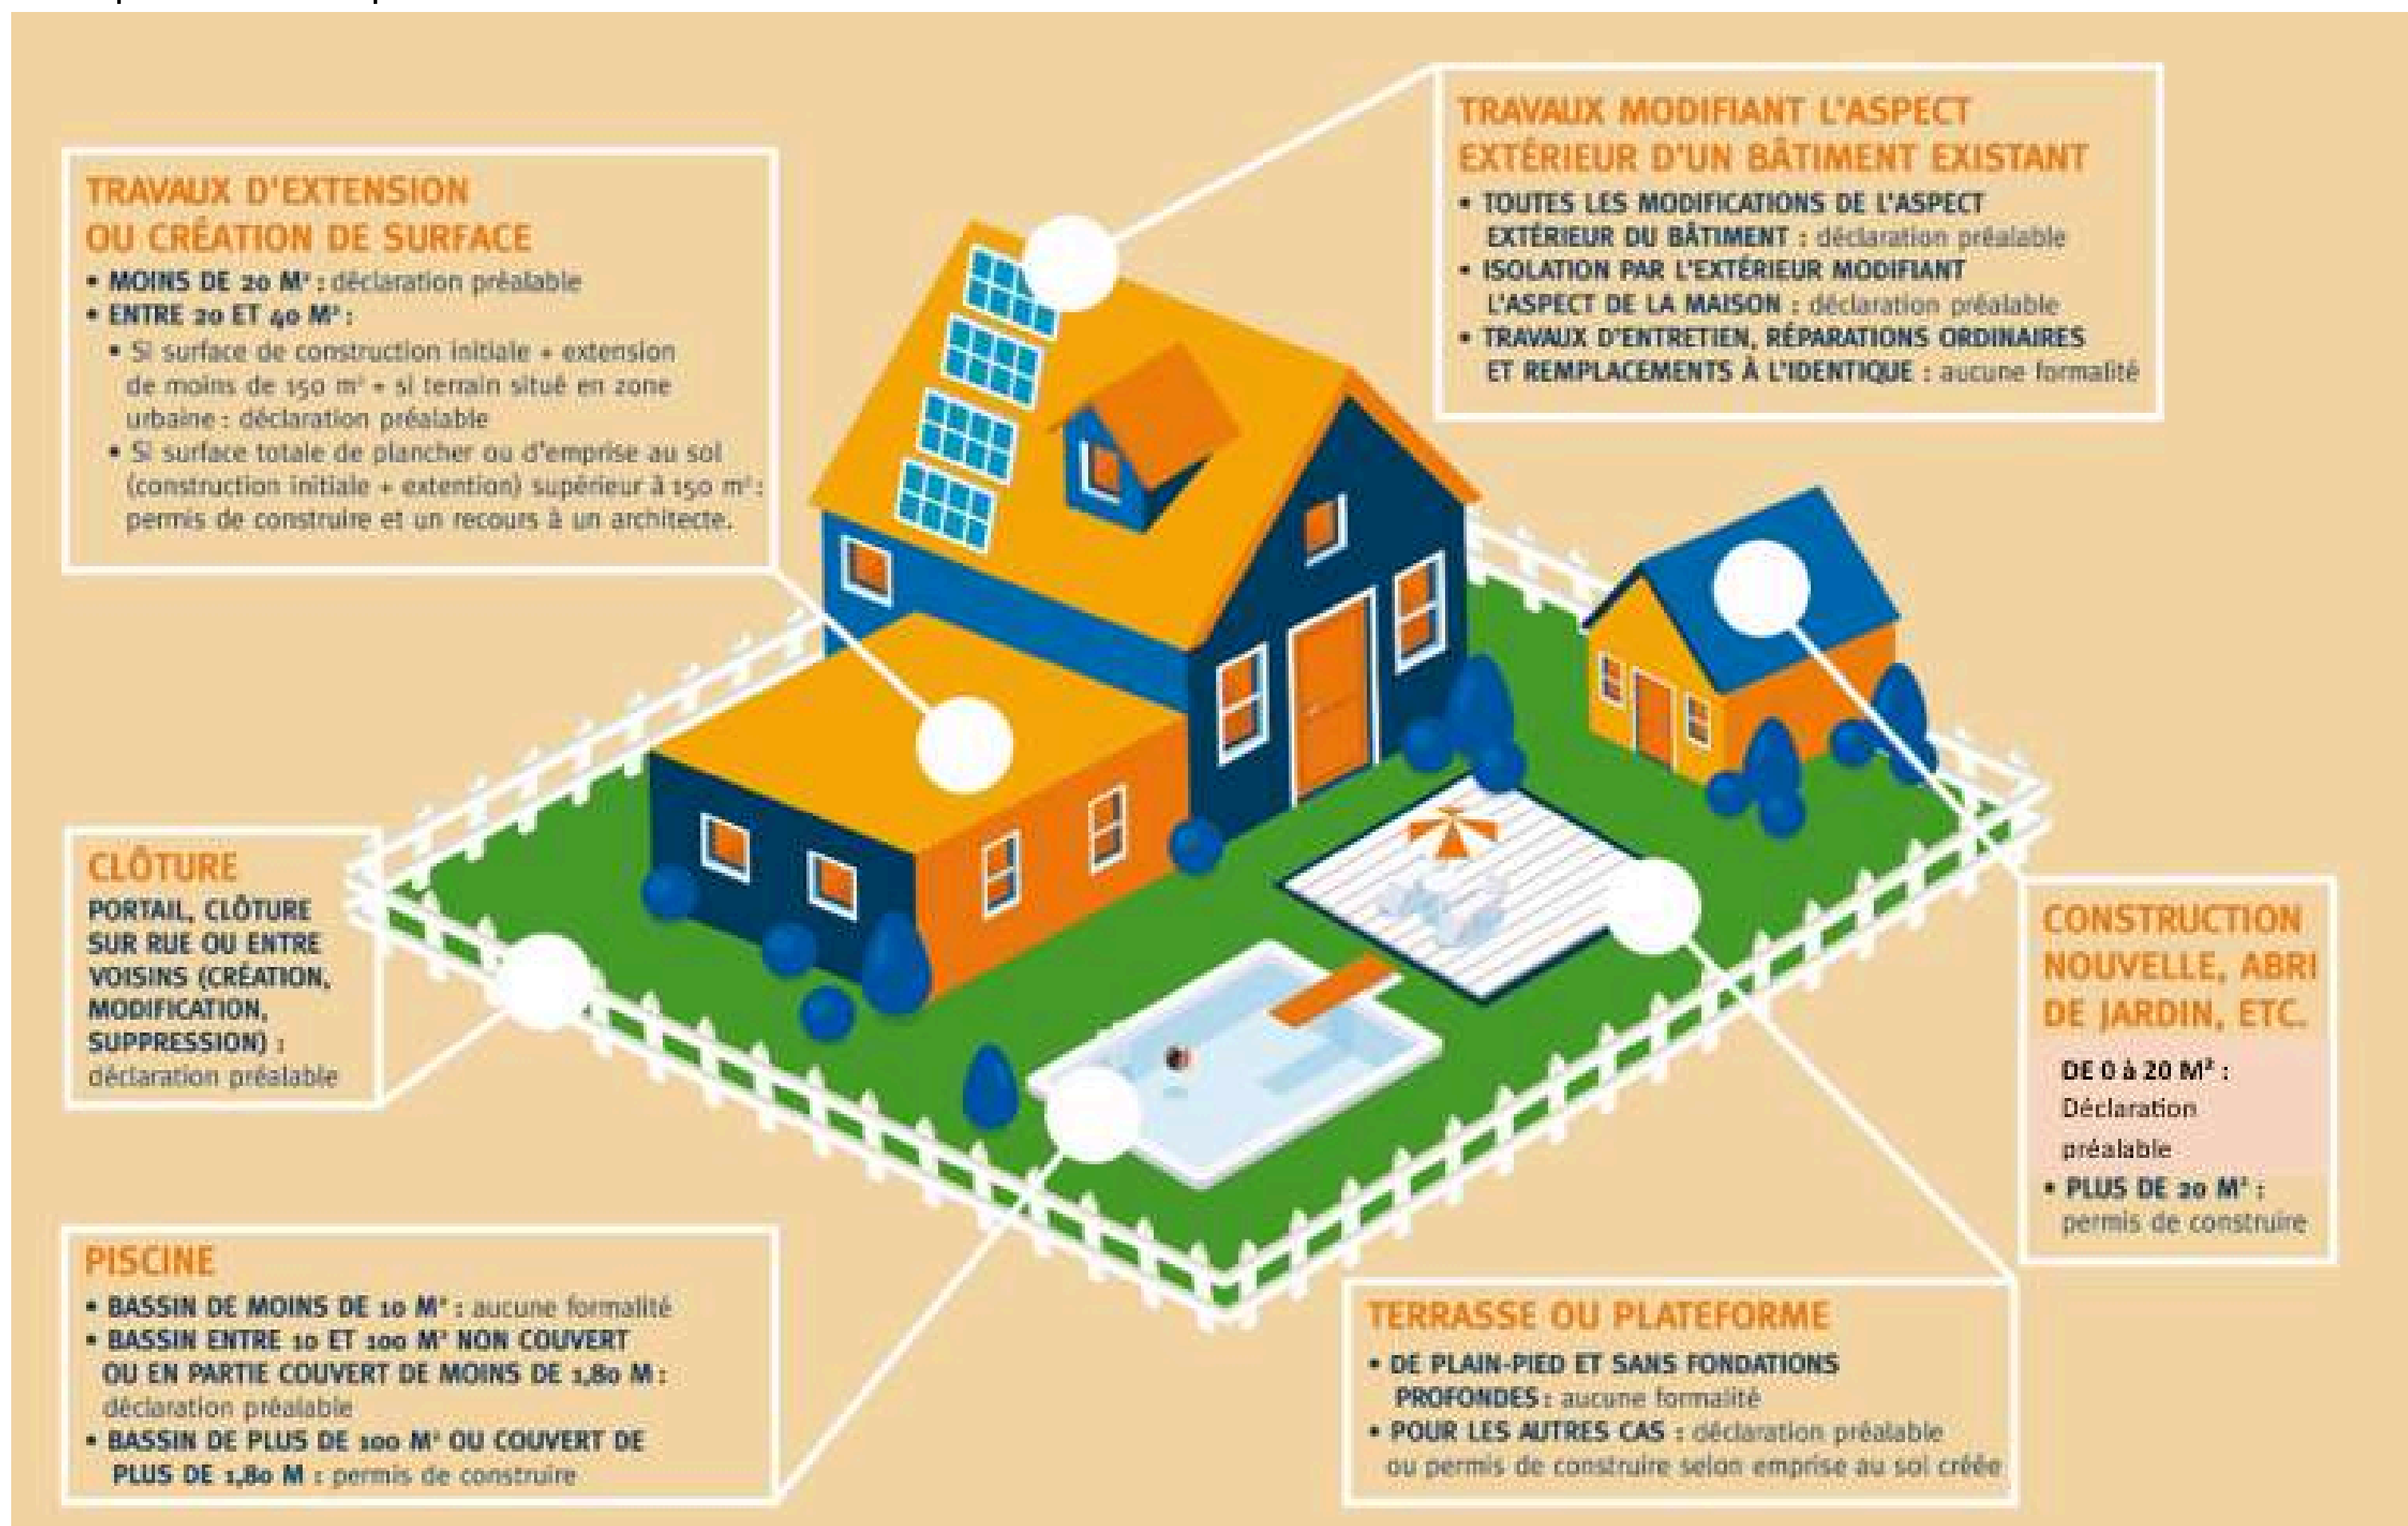 TRAVAUX D'EXTENSION
OU CRÉATION DE SURFACE
• MOINS DE 20 M² : déclaration préalable
• ENTRE 20 ET 40 M² :
• Si surface de construction initiale + extension
de moins de 150 m² + si terrain situé en zone
urbaine : déclaration préalable
• Si surface totale de plancher ou d'emprise au sol
(construction initiale + extention) supérieur à 150 m² :
permis de construire et un recours à un architecte.
TRAVAUX MODIFIANT L'ASPECT
EXTÉRIEUR D'UN BÂTIMENT EXISTANT
• TOUTES LES MODIFICATIONS DE L'ASPECT
EXTÉRIEUR DU BÂTIMENT : déclaration préalable
• ISOLATION PAR L'EXTÉRIEUR MODIFIANT
L'ASPECT DE LA MAISON : déclaration préalable
• TRAVAUX D'ENTRETIEN, RÉPARATIONS ORDINAIRES
ET REMPLACEMENTS À L'IDENTIQUE : aucune formalité
CLÔTURE
PORTAIL, CLÔTURE
SUR RUE OU ENTRE
VOISINS (CRÉATION,
MODIFICATION,
SUPPRESSION) :
déclaration préalable
CONSTRUCTION
NOUVELLE, ABRI
DE JARDIN, ETC.
DE 0 à 20 M² :
Déclaration
préalable
• PLUS DE 20 M² :
permis de construire
PISCINE
• BASSIN DE MOINS DE 10 M² : aucune formalité
• BASSIN ENTRE 10 ET 100 M² NON COUVERT
OU EN PARTIE COUVERT DE MOINS DE 1,80 M :
déclaration préalable
• BASSIN DE PLUS DE 100 M² OU COUVERT DE
PLUS DE 1,80 M : permis de construire
TERRASSE OU PLATEFORME
• DE PLAIN-PIED ET SANS FONDATIONS
PROFONDES : aucune formalité
• POUR LES AUTRES CAS : déclaration préalable
ou permis de construire selon emprise au sol créée